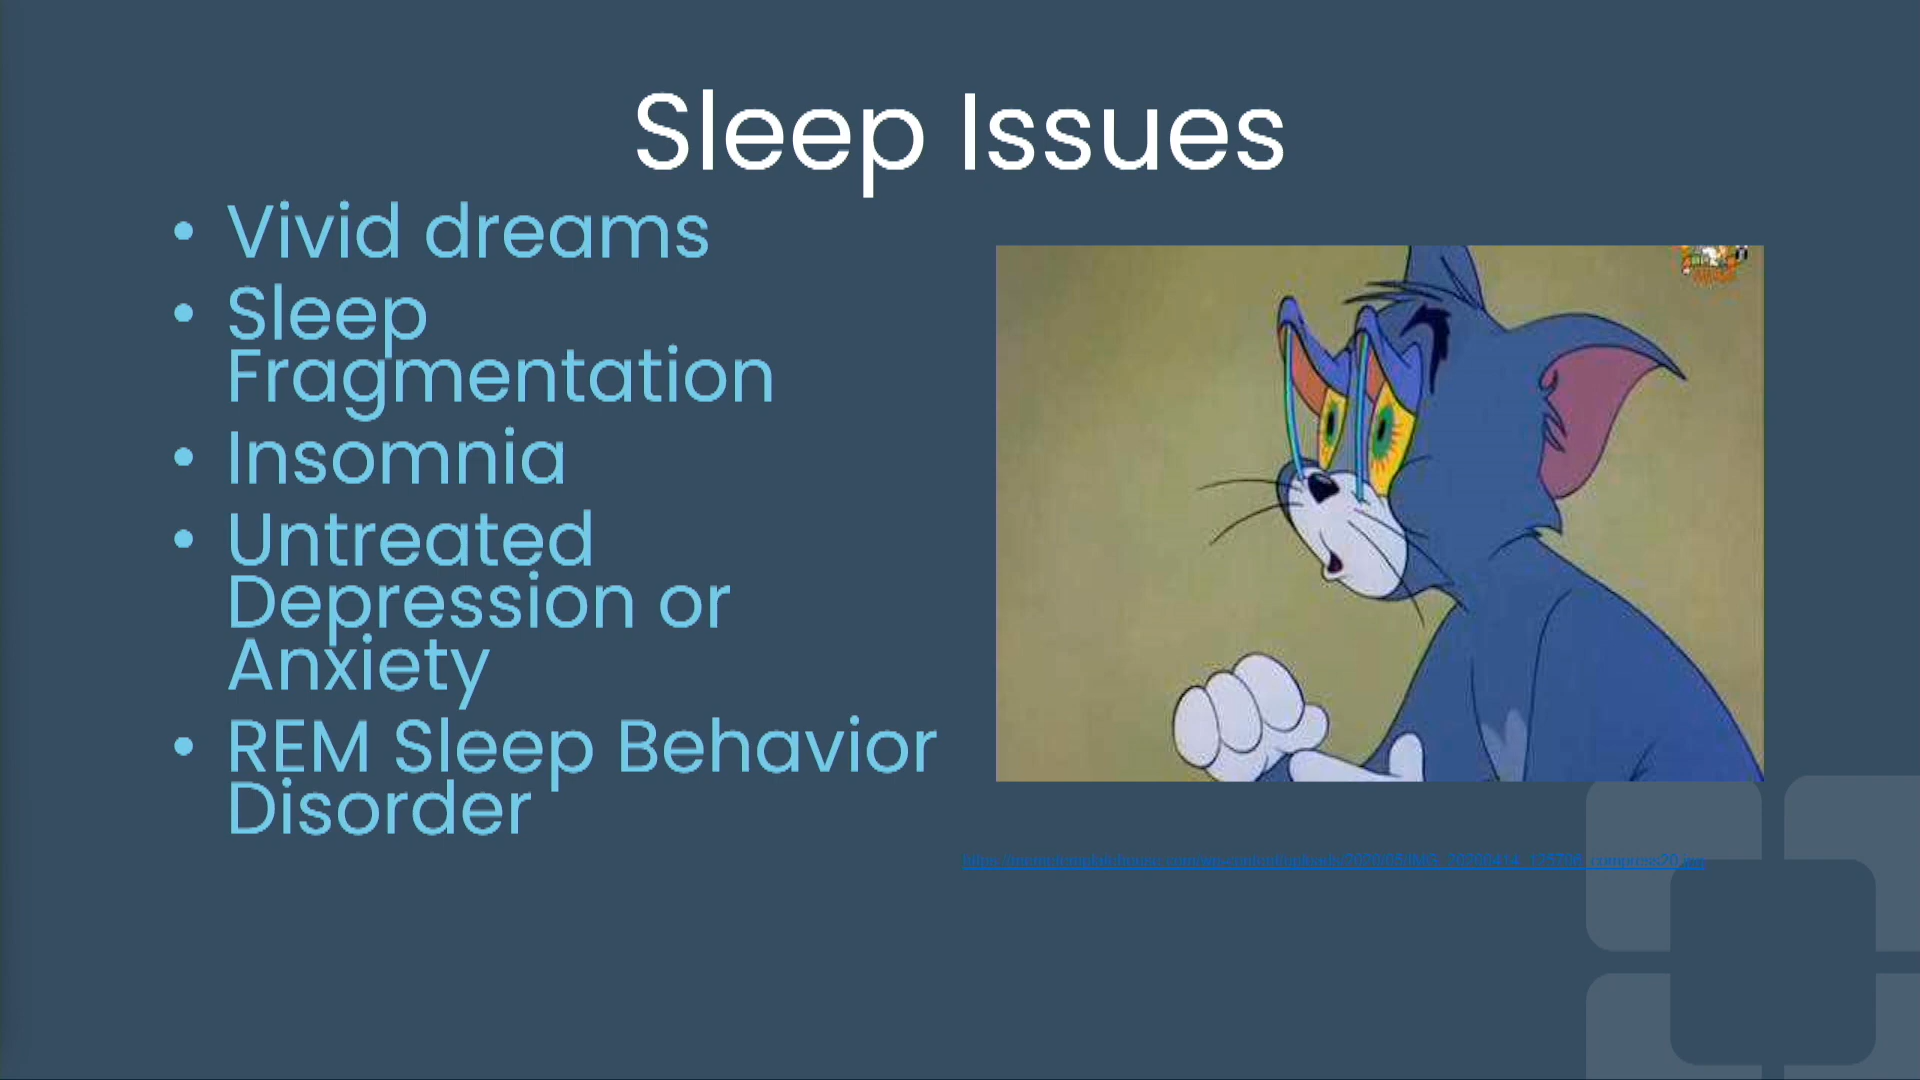 Sleep Issues
• Vivid dreams
• Sleep
Fragmentation
• Insomnia
• Untreated
Depression or
Anxiety
• REM Sleep Behavior
Disorder